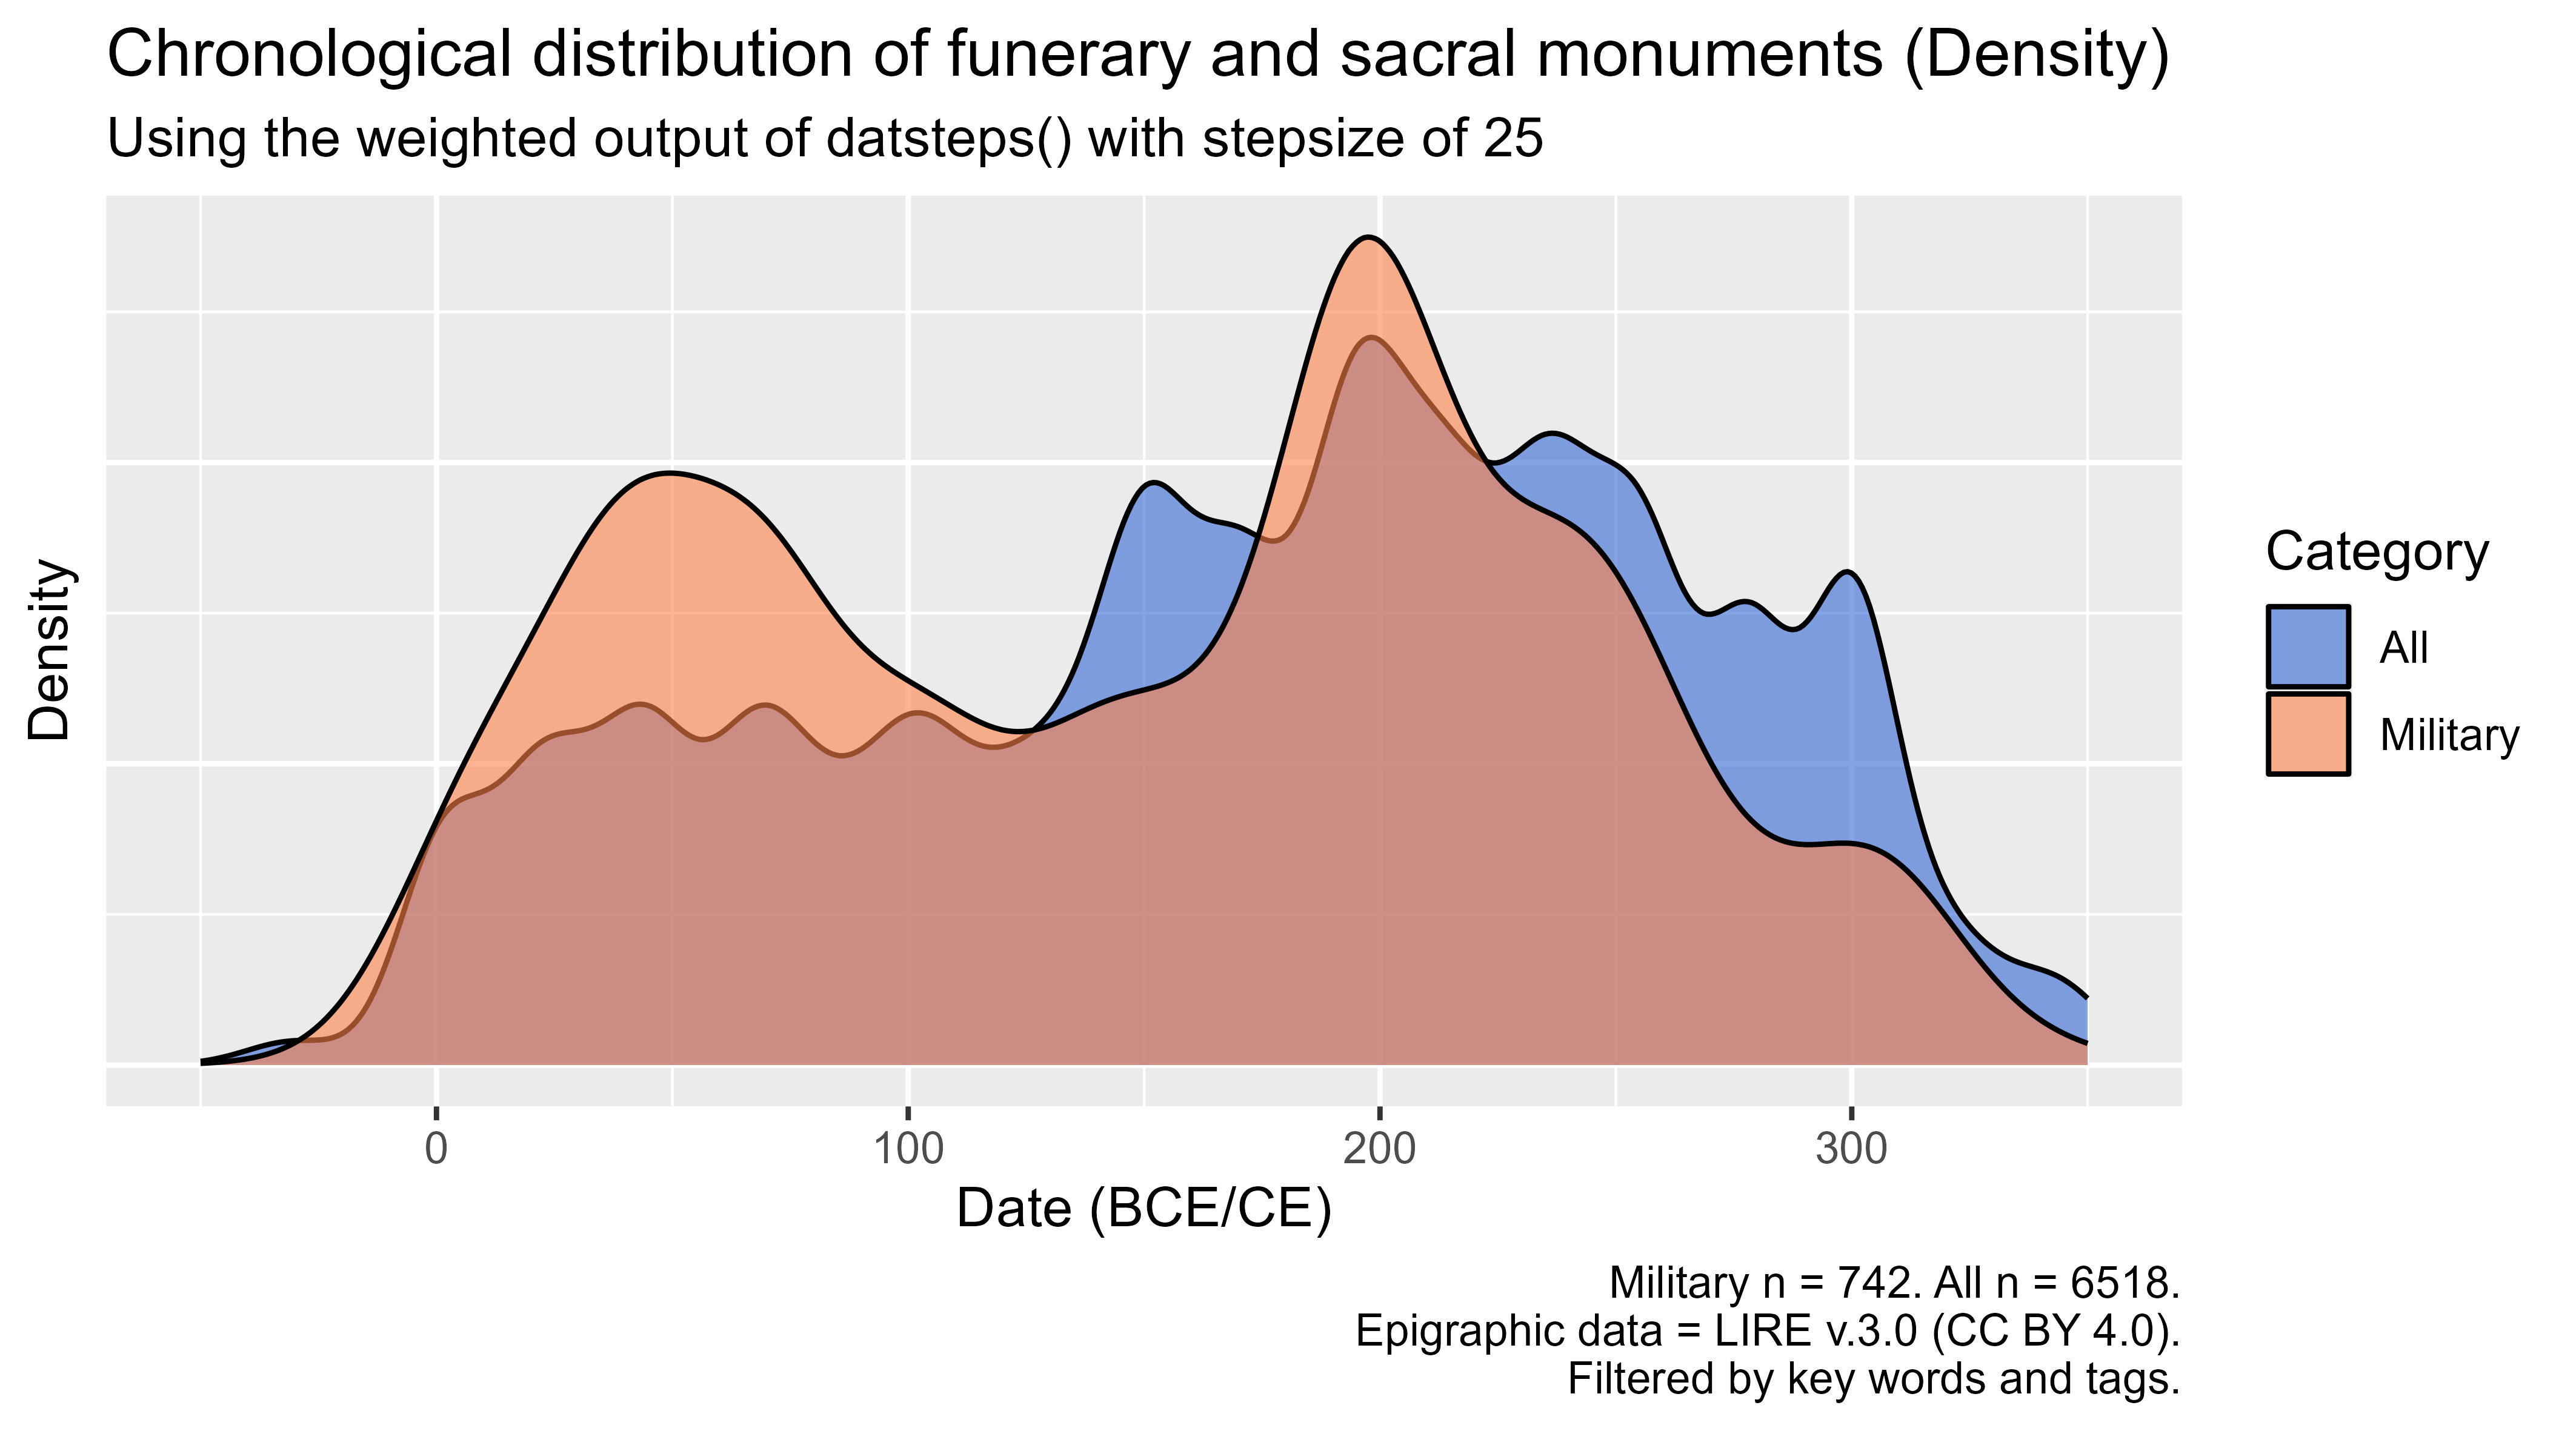 Chronological distribution of funerary and sacral monuments (Density)
Using the weighted output of datsteps() with stepsize of 25
Density
0
100
200
300
Date (BCE/CE)
Category
All
Military
Military n = 742. All n = 6518.
Epigraphic data = LIRE v.3.0 (CC BY 4.0).
Filtered by key words and tags.